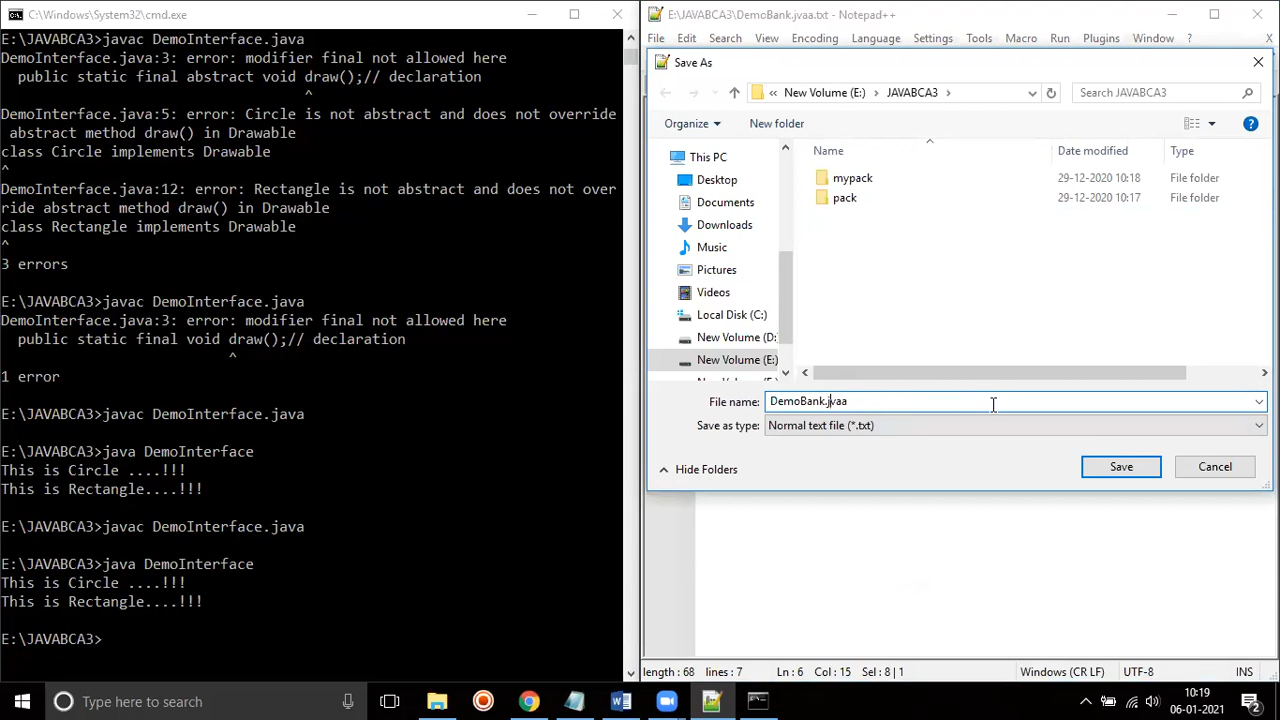 C:\Windows\System32\cmd.exe
E:\JAVABCA3>javac DemoInterface.java
DemoInterface.java:3: error: modifier final not allowed here
public static final abstract void draw();// declaration
^
DemoInterface.java:5: error: Circle is not abstract and does not override
abstract method draw() in Drawable
class Circle implements Drawable
^
DemoInterface.java:12: error: Rectangle is not abstract and does not over
ride abstract method draw() in Drawable
class Rectangle implements Drawable
^
3 errors
E:\JAVABCA3>javac DemoInterface.java
DemoInterface.java:3: error: modifier final not allowed here
public static final void draw();// declaration
^
1 error
E:\JAVABCA3>javac DemoInterface.java
E:\JAVABCA3>java DemoInterface
This is Circle ....!!!
This is Rectangle....!!!
E:\JAVABCA3>javac DemoInterface.java
E:\JAVABCA3>java DemoInterface
This is Circle ....!!!
This is Rectangle....!!!
E:\JAVABCA3>
E:\JAVABCA3\DemoBank.jvaa.txt - Notepad++
File Edit Search View Encoding Language Settings Tools Macro Run Plugins Window ? X
Save As
« New Volume (E:) > JAVABCA3 >
Search JAVABCA3
Organize New folder
This PC
Desktop
Documents
Downloads
Music
Pictures
Videos
Local Disk (C:)
New Volume (D:
New Volume (E:)
Name Date modified Type
mypack 29-12-2020 10:18 File folder
pack 29-12-2020 10:17 File folder
File name: DemoBank.jvaa
Save as type: Normal text file (*.txt)
Hide Folders
Save Cancel
length : 68 lines : 7 Ln : 6 Col : 15 Sel : 8 | 1 Windows (CR LF) UTF-8 INS
Type here to search
10:19
06-01-2021
2